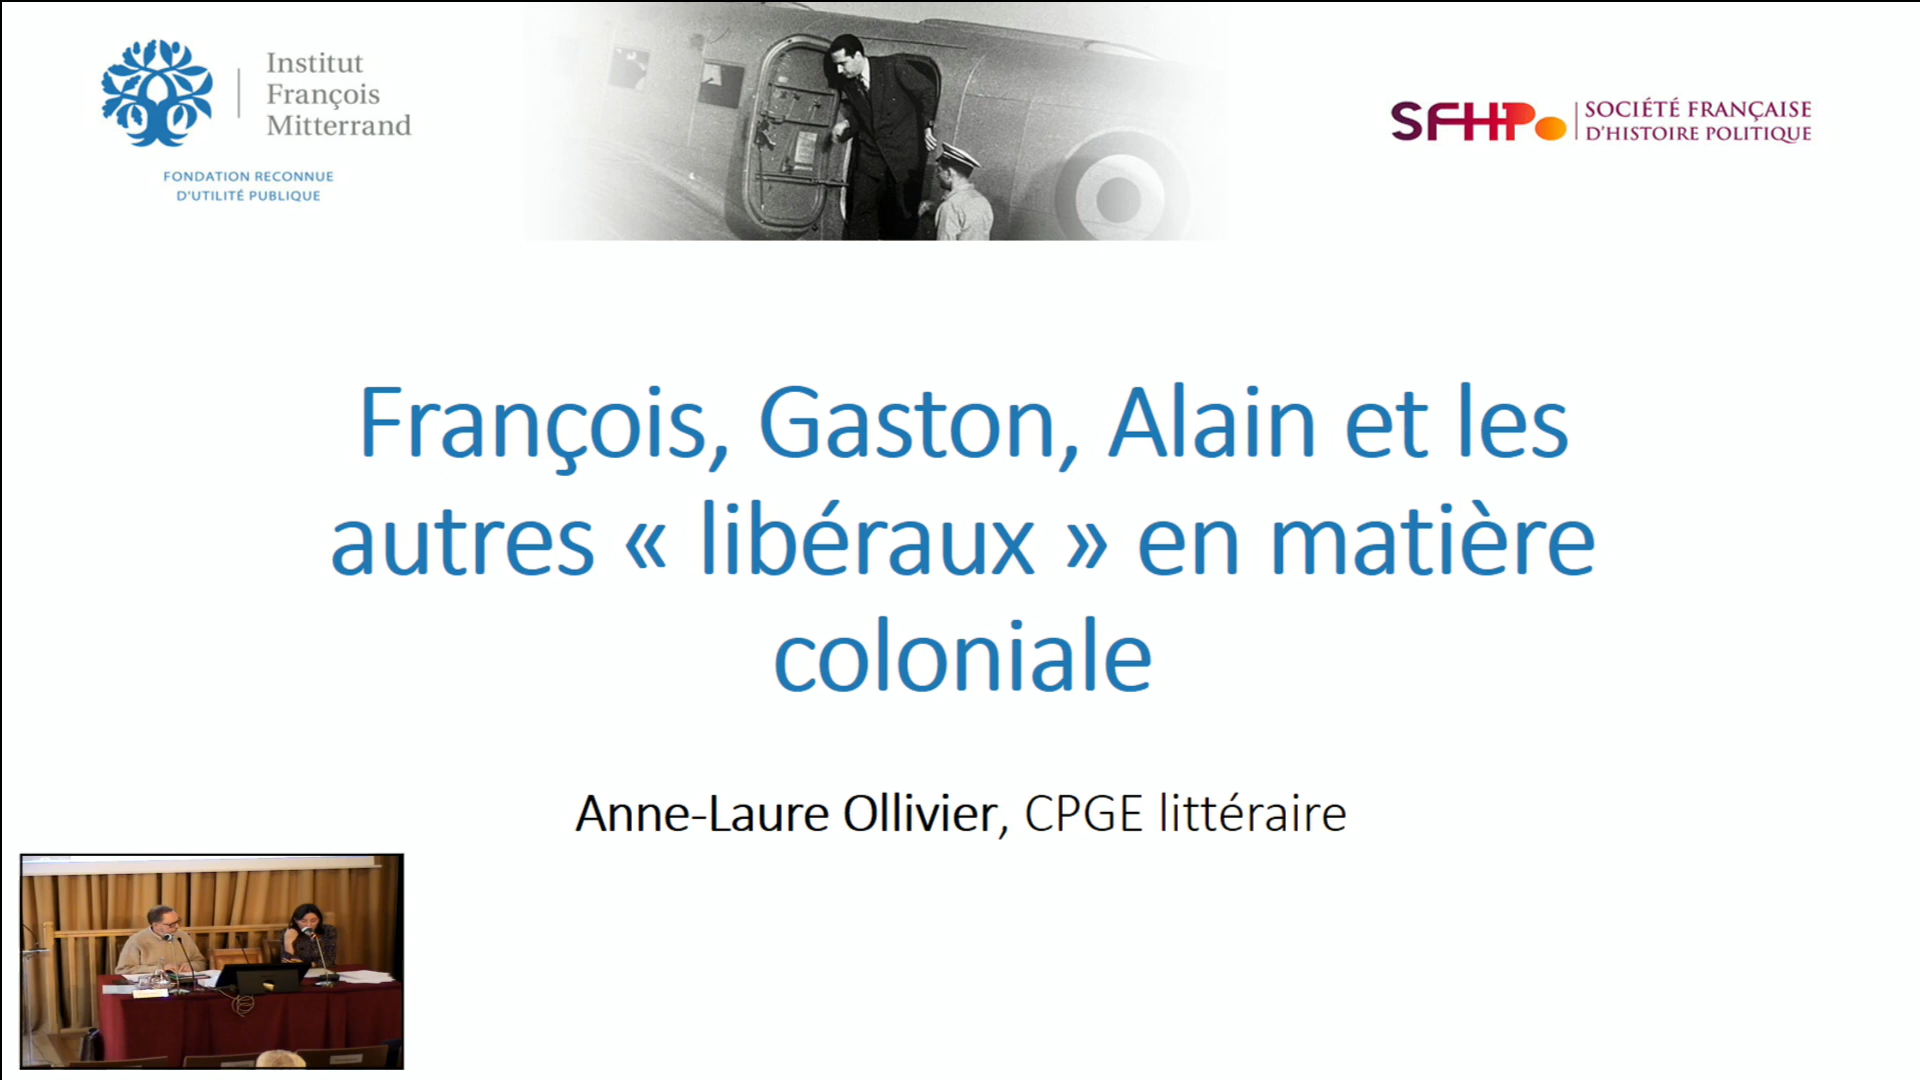 Institut
François
Mitterrand
FONDATION RECONNUE
D'UTILITÉ PUBLIQUE
SFHPo
SOCIÉTÉ FRANÇAISE
D'HISTOIRE POLITIQUE
François, Gaston, Alain et les
autres « libéraux » en matière
coloniale
Anne-Laure Ollivier, CPGE littéraire